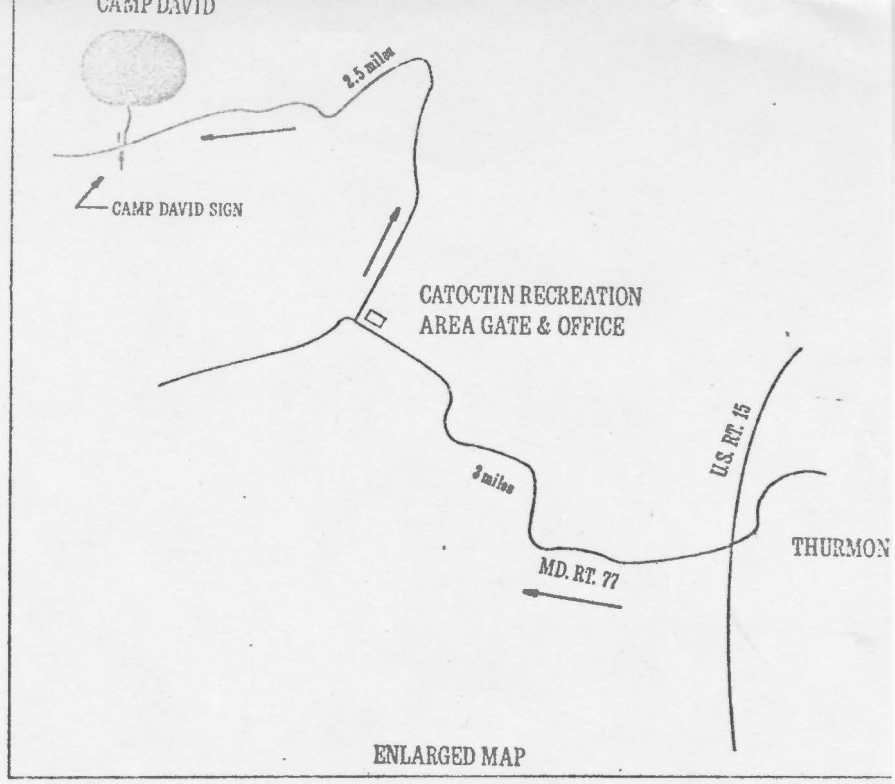 CAMP DAVID
2.5 miles
CAMP DAVID SIGN
CATOCTIN RECREATION
AREA GATE & OFFICE
U.S. RT. 15
3 miles
THURMON
MD. RT. 77
ENLARGED MAP